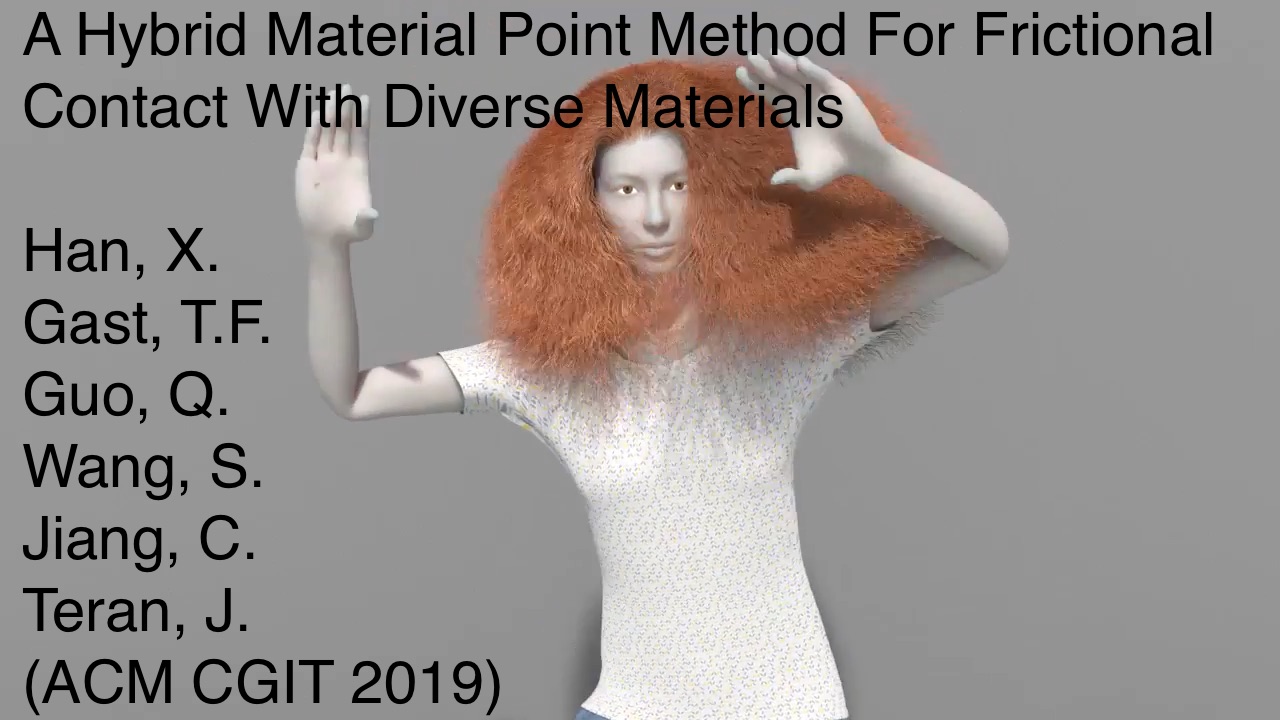 A Hybrid Material Point Method For Frictional
Contact With Diverse Materials
Han, X.
Gast, T.F.
Guo, Q.
Wang, S.
Jiang, C.
Teran, J.
(ACM CGIT 2019)